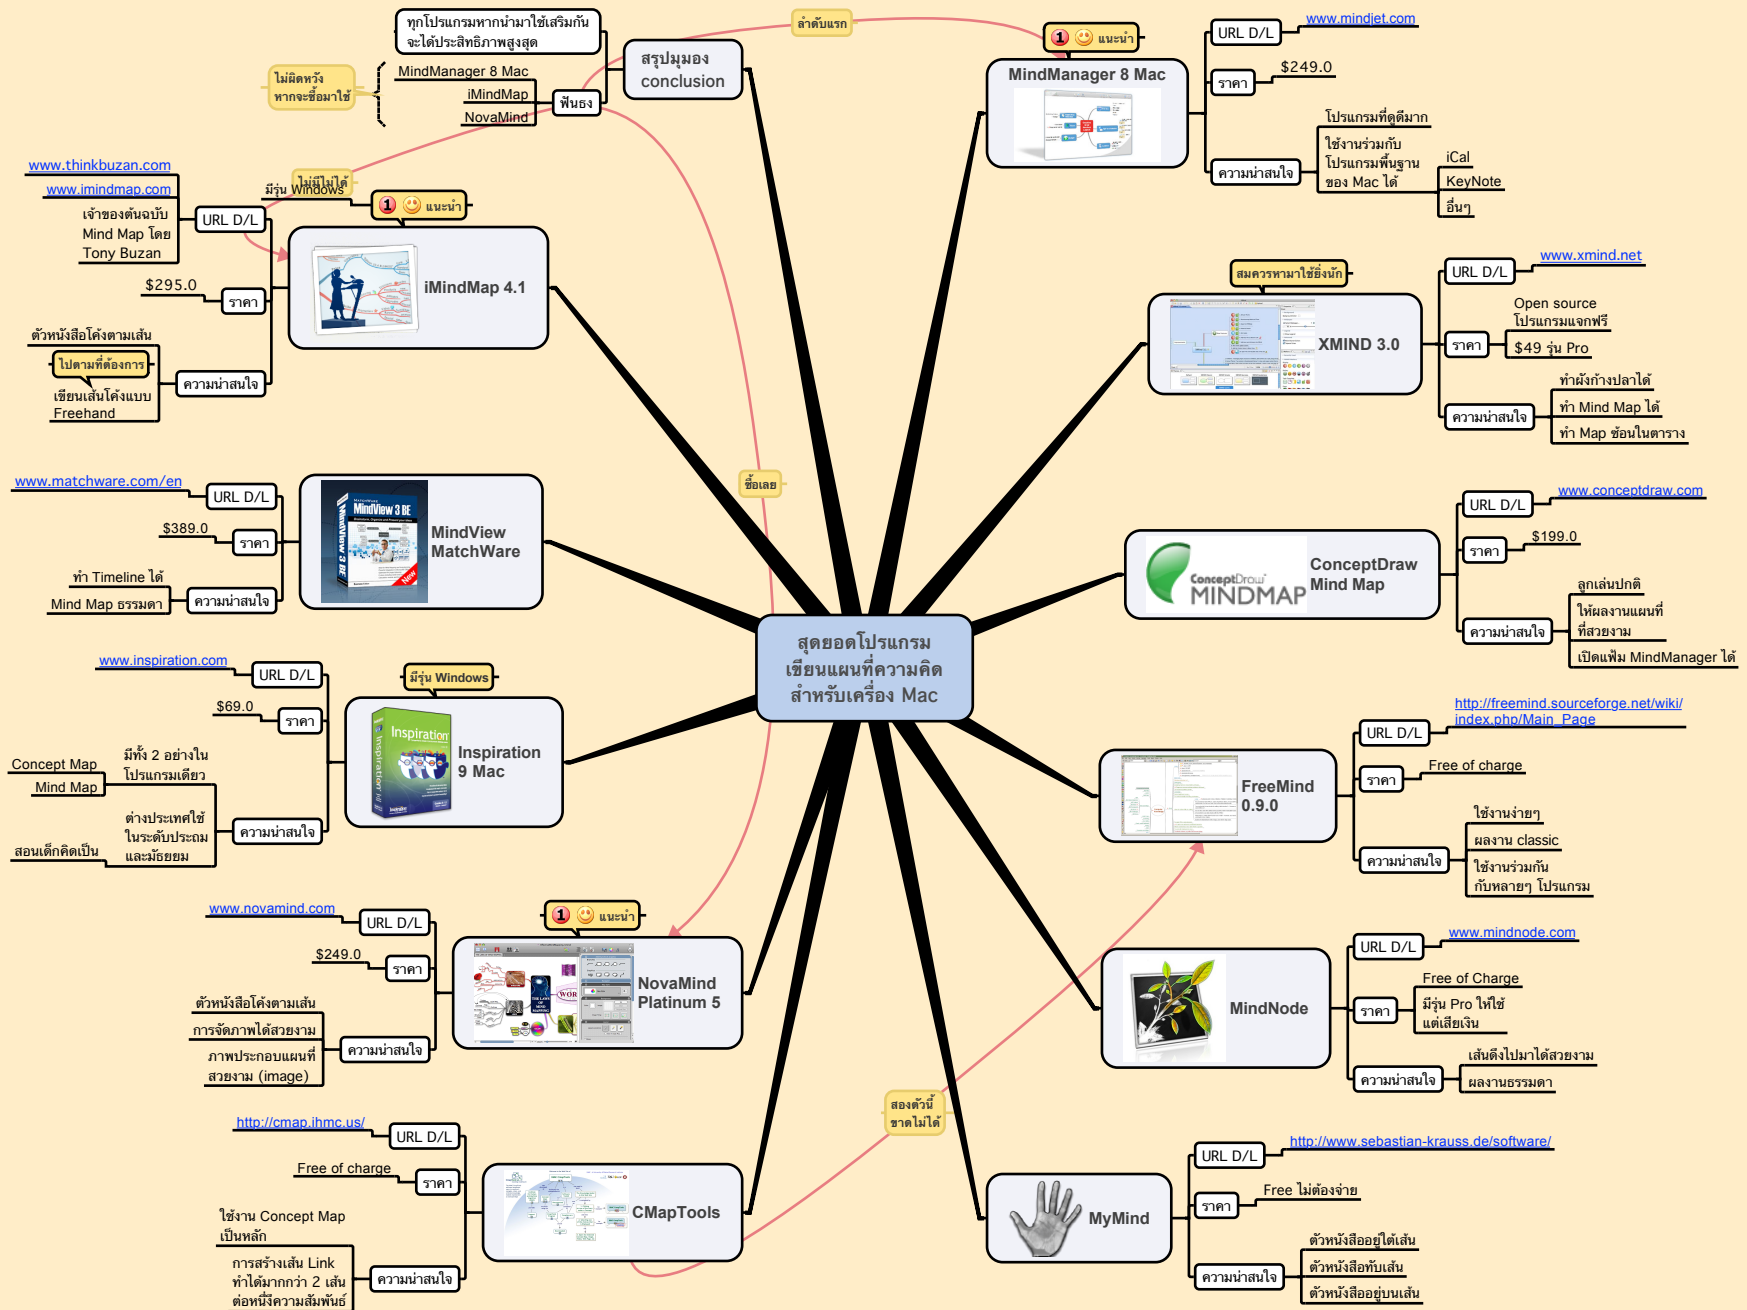 สุดยอดโปรแกรม
เขียนแผนที่ความคิด
สำหรับเครื่อง Mac
ลำดับแรก
1 แนะนำ
MindManager 8 Mac
URL D/L
www.mindjet.com
ราคา
$249.0
ความน่าสนใจ
โปรแกรมที่ดูดีมาก
ใช้งานร่วมกับ
โปรแกรมพื้นฐาน
ของ Mac ได้
iCal
KeyNote
อื่นๆ
สมควรหามาใช้ยิ่งนัก
XMIND 3.0
URL D/L
www.xmind.net
ราคา
Open source
โปรแกรมแจกฟรี
$49 รุ่น Pro
ความน่าสนใจ
ทำผังก้างปลาได้
ทำ Mind Map ได้
ทำ Map ซ้อนในตาราง
ConceptDraw
MINDMAP
ConceptDraw
Mind Map
URL D/L
www.conceptdraw.com
ราคา
$199.0
ความน่าสนใจ
ลูกเล่นปกติ
ให้ผลงานแผนที่
ที่สวยงาม
เปิดแฟ้ม MindManager ได้
FreeMind
0.9.0
URL D/L
http://freemind.sourceforge.net/wiki/
index.php/Main_Page
ราคา
Free of charge
ความน่าสนใจ
ใช้งานง่ายๆ
ผลงาน classic
ใช้งานร่วมกัน
กับหลายๆ โปรแกรม
MindNode
URL D/L
www.mindnode.com
ราคา
Free of Charge
มีรุ่น Pro ให้ใช้
แต่เสียเงิน
ความน่าสนใจ
เส้นดึงไปมาได้สวยงาม
ผลงานธรรมดา
MyMind
URL D/L
http://www.sebastian-krauss.de/software/
ราคา
Free ไม่ต้องจ่าย
ความน่าสนใจ
ตัวหนังสืออยู่ใต้เส้น
ตัวหนังสือทับเส้น
ตัวหนังสืออยู่บนเส้น
สองตัวนี้
ขาดไม่ได้
สรุปมุมอง
conclusion
ทุกโปรแกรมหากนำมาใช้เสริมกัน
จะได้ประสิทธิภาพสูงสุด
ฟันธง
MindManager 8 Mac
iMindMap
NovaMind
ไม่ผิดหวัง
หากจะซื้อมาใช้
ไม่มีไม่ได้
มีรุ่น Windows
1 แนะนำ
iMindMap 4.1
URL D/L
www.thinkbuzan.com
www.imindmap.com
เจ้าของต้นฉบับ
Mind Map โดย
Tony Buzan
ราคา
$295.0
ความน่าสนใจ
ตัวหนังสือโค้งตามเส้น
ไปตามที่ต้องการ
เขียนเส้นโค้งแบบ
Freehand
ซื้อเลย
MATCHWARE
MindView 3 BE
MindView 3 BE
New
MindView
MatchWare
URL D/L
www.matchware.com/en
ราคา
$389.0
ความน่าสนใจ
ทำ Timeline ได้
Mind Map ธรรมดา
มีรุ่น Windows
Inspiration
Inspiration
Inspiration
9 Mac
URL D/L
www.inspiration.com
ราคา
$69.0
ความน่าสนใจ
มีทั้ง 2 อย่างใน
โปรแกรมเดียว
Concept Map
Mind Map
ต่างประเทศใช้
ในระดับประถม
และมัธยยม
สอนเด็กคิดเป็น
1 แนะนำ
THE LAWS
OF
MIND
MAPPING
WOR
NovaMind
Platinum 5
URL D/L
www.novamind.com
ราคา
$249.0
ความน่าสนใจ
ตัวหนังสือโค้งตามเส้น
การจัดภาพได้สวยงาม
ภาพประกอบแผนที่
สวยงาม (image)
CMapTools
URL D/L
http://cmap.ihmc.us/
ราคา
Free of charge
ความน่าสนใจ
ใช้งาน Concept Map
เป็นหลัก
การสร้างเส้น Link
ทำได้มากกว่า 2 เส้น
ต่อหนึ่งความสัมพันธ์